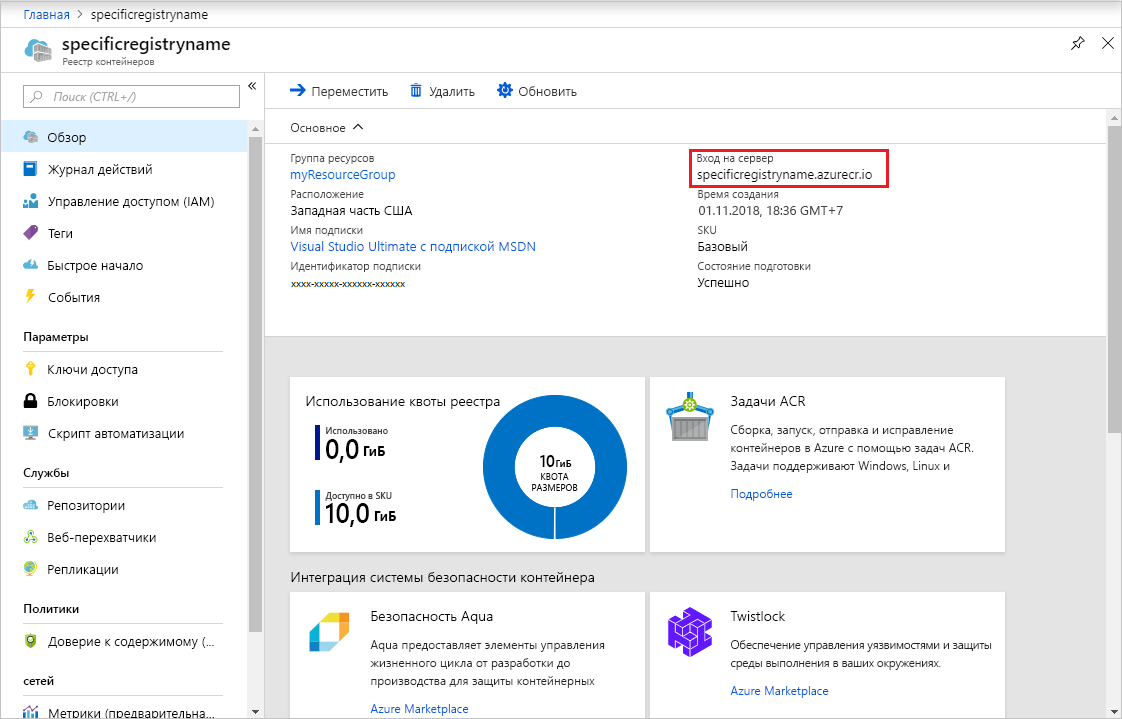 Главная > specificregistryname
specificregistryname
Реестр контейнеров
Поиск (CTRL+/)
«
Обзор
Журнал действий
Управление доступом (IAM)
Теги
Быстрое начало
События
Параметры
Ключи доступа
Блокировки
Скрипт автоматизации
Службы
Репозитории
Веб-перехватчики
Репликации
Политики
Доверие к содержимому (...
сетей
Метрики (предварительна...
Переместить
Удалить
Обновить
Основное
Группа ресурсов
myResourceGroup
Расположение
Западная часть США
Имя подписки
Visual Studio Ultimate с подпиской MSDN
Идентификатор подписки
xxxx-xxxxx-xxxxxx-xxxxxx
Вход на сервер
specificregistryname.azurecr.io
Время создания
01.11.2018, 18:36 GMT+7
SKU
Базовый
Состояние подготовки
Успешно
Использование квоты реестра
Использовано
0,0 ГиБ
Доступно в SKU
10,0 ГиБ
10ГиБ
КВОТА
РАЗМЕРОВ
Задачи ACR
Сборка, запуск, отправка и исправление
контейнеров в Azure с помощью задач ACR.
Задачи поддерживают Windows, Linux и
Подробнее
Интеграция системы безопасности контейнера
Безопасность Aqua
Aqua предоставляет элементы управления
жизненного цикла от разработки до
производства для защиты контейнерных
Azure Marketplace
Twistlock
Обеспечение управления уязвимостями и защиты
среды выполнения в ваших окружениях.
Azure Marketplace